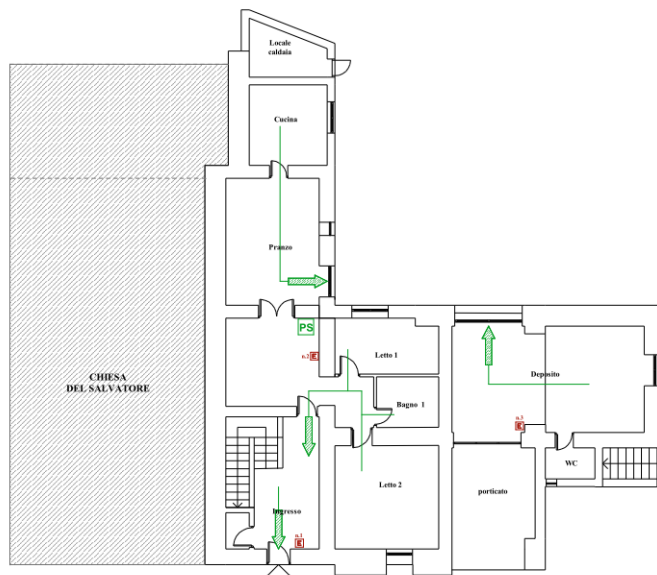 Locale
caldaia
Cucina
Pranzo
PS
n.2 E
Letto 1
CHIESA
DEL SALVATORE
Deposito
Bagno 1
n.3
E
WC
Letto 2
porticato
Ingresso
n.1
E